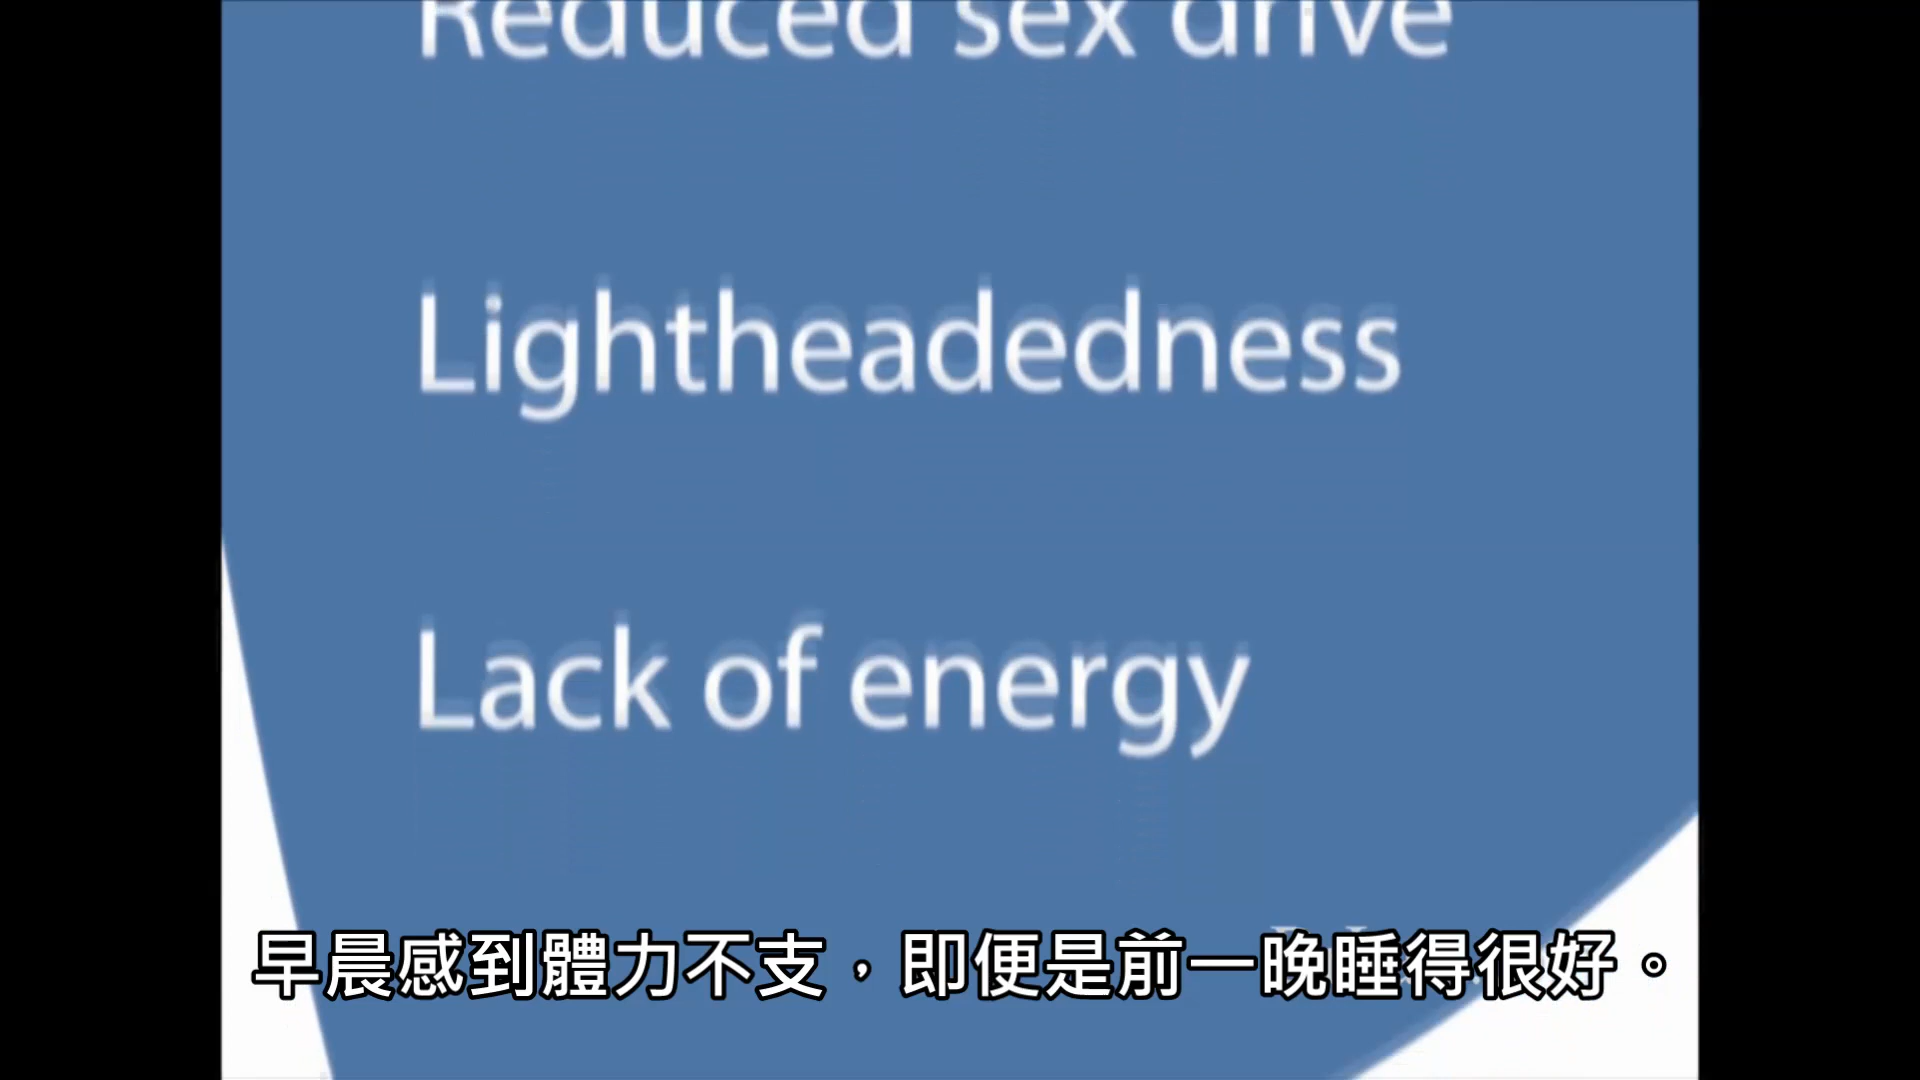 Reduced sex drive
Lightheadedness
Lack of energy
早晨感到體力不支，即便是前一晚睡得很好。